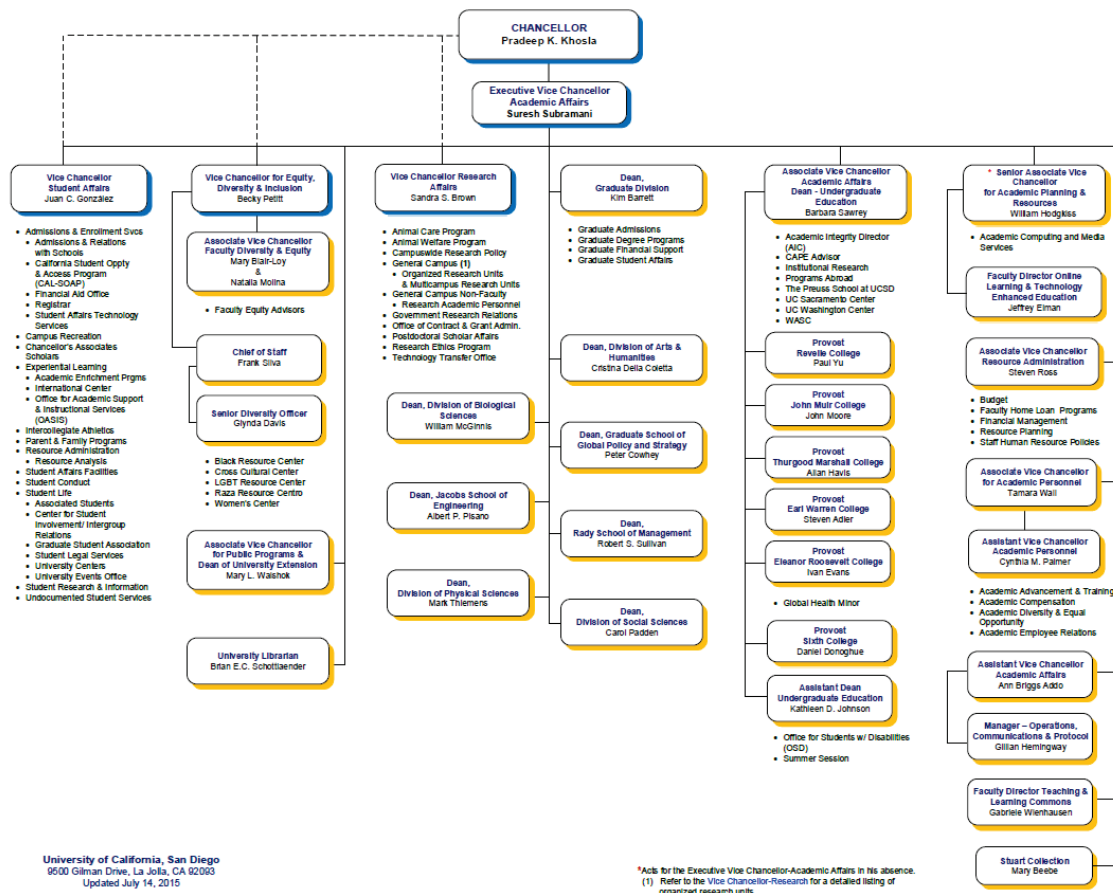 CHANCELLOR
Pradeep K. Khosla
Executive Vice Chancellor
Academic Affairs
Suresh Subramani
Vice Chancellor
Student Affairs
Juan C. González
• Admissions & Enrollment Svcs
• Admissions & Relations
with Schools
• California Student Oppty
& Access Program
(CAL-SOAP)
• Financial Aid Office
• Registrar
• Student Affairs Technology
Services
• Campus Recreation
• Chancellor's Associates
Scholars
• Experiential Learning
• Academic Enrichment Prgms
• International Center
• Office for Academic Support
& Instructional Services
(OASIS)
• Intercollegiate Athletics
• Parent & Family Programs
• Resource Administration
• Resource Analysis
• Student Affairs Facilities
• Student Conduct
• Student Life
• Associated Students
• Center for Student
Involvement/ Intergroup
Relations
• Graduate Student Association
• Student Legal Services
• University Centers
• University Events Office
• Student Research & Information
• Undocumented Student Services
Vice Chancellor for Equity,
Diversity & Inclusion
Becky Petitt
Associate Vice Chancellor
Faculty Diversity & Equity
Mary Blair-Loy
&
Natalia Molina
• Faculty Equity Advisors
Chief of Staff
Frank Silva
Senior Diversity Officer
Glynda Davis
• Black Resource Center
• Cross Cultural Center
• LGBT Resource Center
• Raza Resource Centro
• Women's Center
Associate Vice Chancellor
for Public Programs &
Dean of University Extension
Mary L. Walshok
University Librarian
Brian E.C. Schottlaender
Vice Chancellor Research
Affairs
Sandra S. Brown
• Animal Care Program
• Animal Welfare Program
• Campuswide Research Policy
• General Campus (1)
• Organized Research Units
& Multicampus Research Units
• General Campus Non-Faculty
• Research Academic Personnel
• Government Research Relations
• Office of Contract & Grant Admin.
• Postdoctoral Scholar Affairs
• Research Ethics Program
• Technology Transfer Office
Dean, Division of Biological
Sciences
William McGinnis
Dean, Jacobs School of
Engineering
Albert P. Pisano
Dean,
Division of Physical Sciences
Mark Thiemens
Dean,
Graduate Division
Kim Barrett
• Graduate Admissions
• Graduate Degree Programs
• Graduate Financial Support
• Graduate Student Affairs
Dean, Division of Arts &
Humanities
Cristina Della Coletta
Dean, Graduate School of
Global Policy and Strategy
Peter Cowhey
Dean,
Rady School of Management
Robert S. Sullivan
Dean,
Division of Social Sciences
Carol Padden
Associate Vice Chancellor
Academic Affairs
Dean - Undergraduate
Education
Barbara Sawrey
• Academic Integrity Director
(AIC)
• CAPE Advisor
• Institutional Research
• Programs Abroad
• The Preuss School at UCSD
• UC Sacramento Center
• UC Washington Center
• WASC
Provost
Revelle College
Paul Yu
Provost
John Muir College
John Moore
Provost
Thurgood Marshall College
Allan Havis
Provost
Earl Warren College
Steven Adler
Provost
Eleanor Roosevelt College
Ivan Evans
• Global Health Minor
Provost
Sixth College
Daniel Donoghue
Assistant Dean
Undergraduate Education
Kathleen D. Johnson
• Office for Students w/ Disabilities
(OSD)
• Summer Session
* Senior Associate Vice
Chancellor
for Academic Planning &
Resources
William Hodgkiss
• Academic Computing and Media
Services
Faculty Director Online
Learning & Technology
Enhanced Education
Jeffrey Elman
Associate Vice Chancellor
Resource Administration
Steven Ross
• Budget
• Faculty Home Loan Programs
• Financial Management
• Resource Planning
• Staff Human Resource Policies
Associate Vice Chancellor
for Academic Personnel
Tamara Wall
Assistant Vice Chancellor
Academic Personnel
Cynthia M. Palmer
• Academic Advancement & Training
• Academic Compensation
• Academic Diversity & Equal
Opportunity
• Academic Employee Relations
Assistant Vice Chancellor
Academic Affairs
Ann Briggs Addo
Manager – Operations,
Communications & Protocol
Gillian Hemingway
Faculty Director Teaching &
Learning Commons
Gabriele Wienhausen
Stuart Collection
Mary Beebe
University of California, San Diego
9500 Gilman Drive, La Jolla, CA 92093
Updated July 14, 2015
*Acts for the Executive Vice Chancellor-Academic Affairs in his absence.
(1) Refer to the Vice Chancellor-Research for a detailed listing of
organized research units.